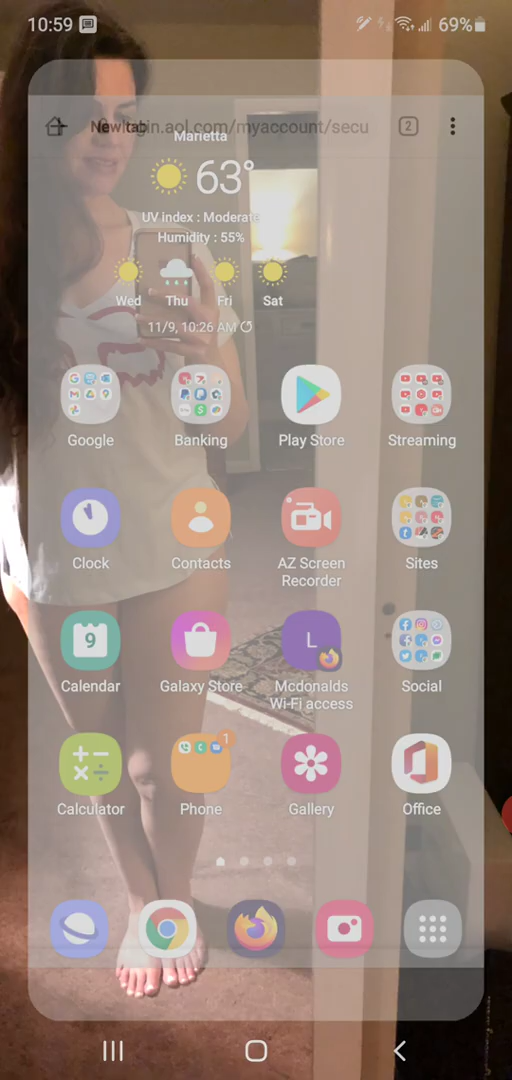 10:59
69%
New tab
login.aol.com/myaccount/secu
2
Marietta
63°
UV index : Moderate
Humidity : 55%
Wed Thu Fri Sat
11/9, 10:26 AM
Google Banking Play Store Streaming
Clock Contacts AZ Screen Recorder Sites
9
L
Calendar Galaxy Store Mcdonalds Wi-Fi access Social
1
Calculator Phone Gallery Office